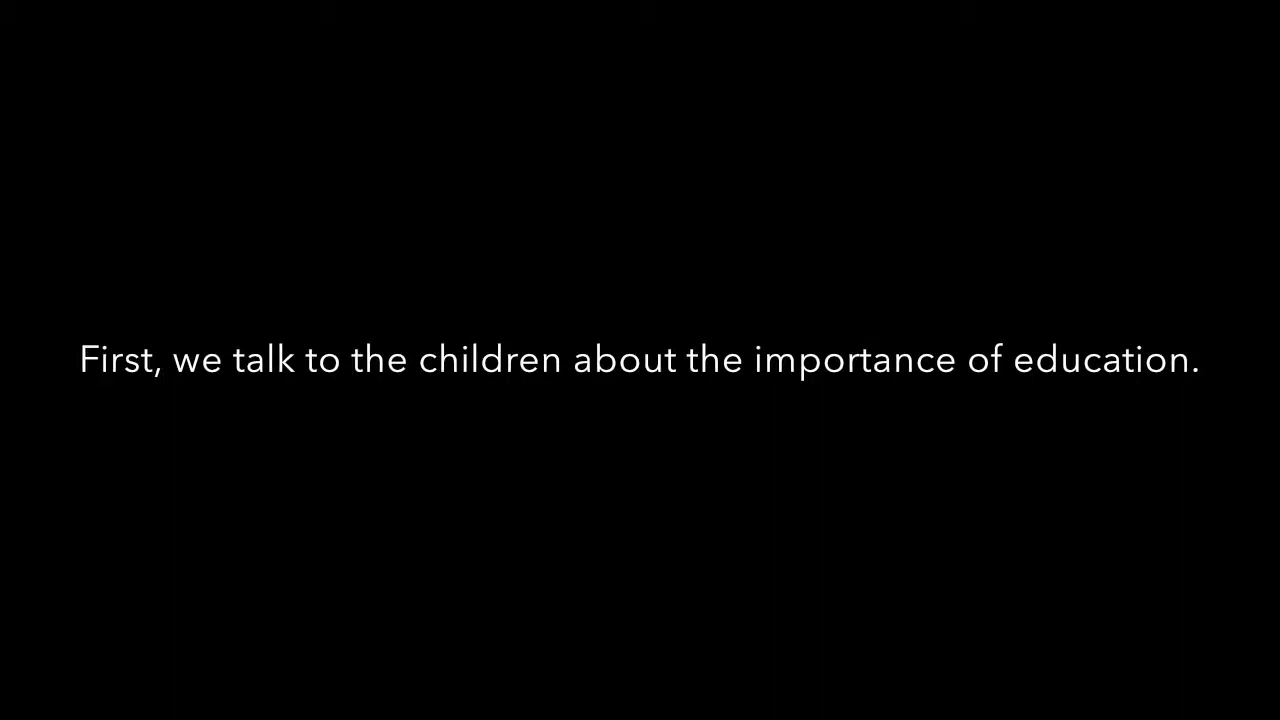 First, we talk to the children about the importance of education.